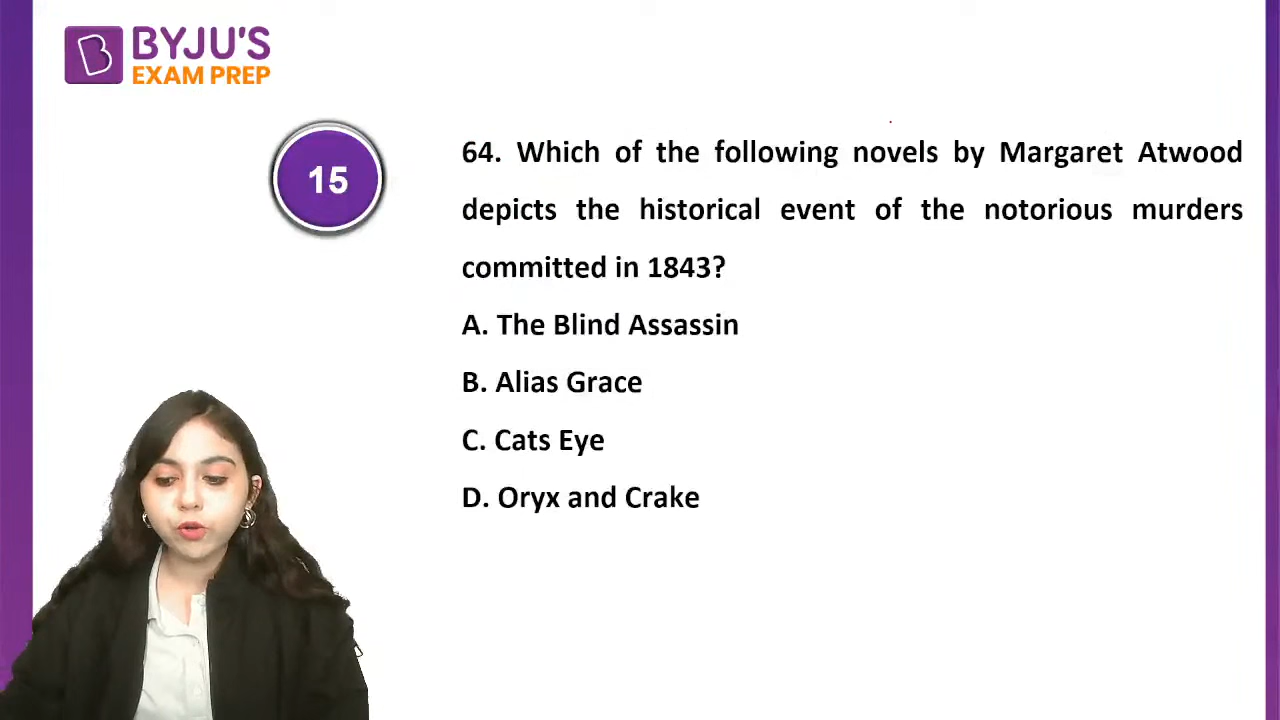 BYJU'S
EXAM PREP
15
64. Which of the following novels by Margaret Atwood
depicts the historical event of the notorious murders
committed in 1843?
A. The Blind Assassin
B. Alias Grace
C. Cats Eye
D. Oryx and Crake